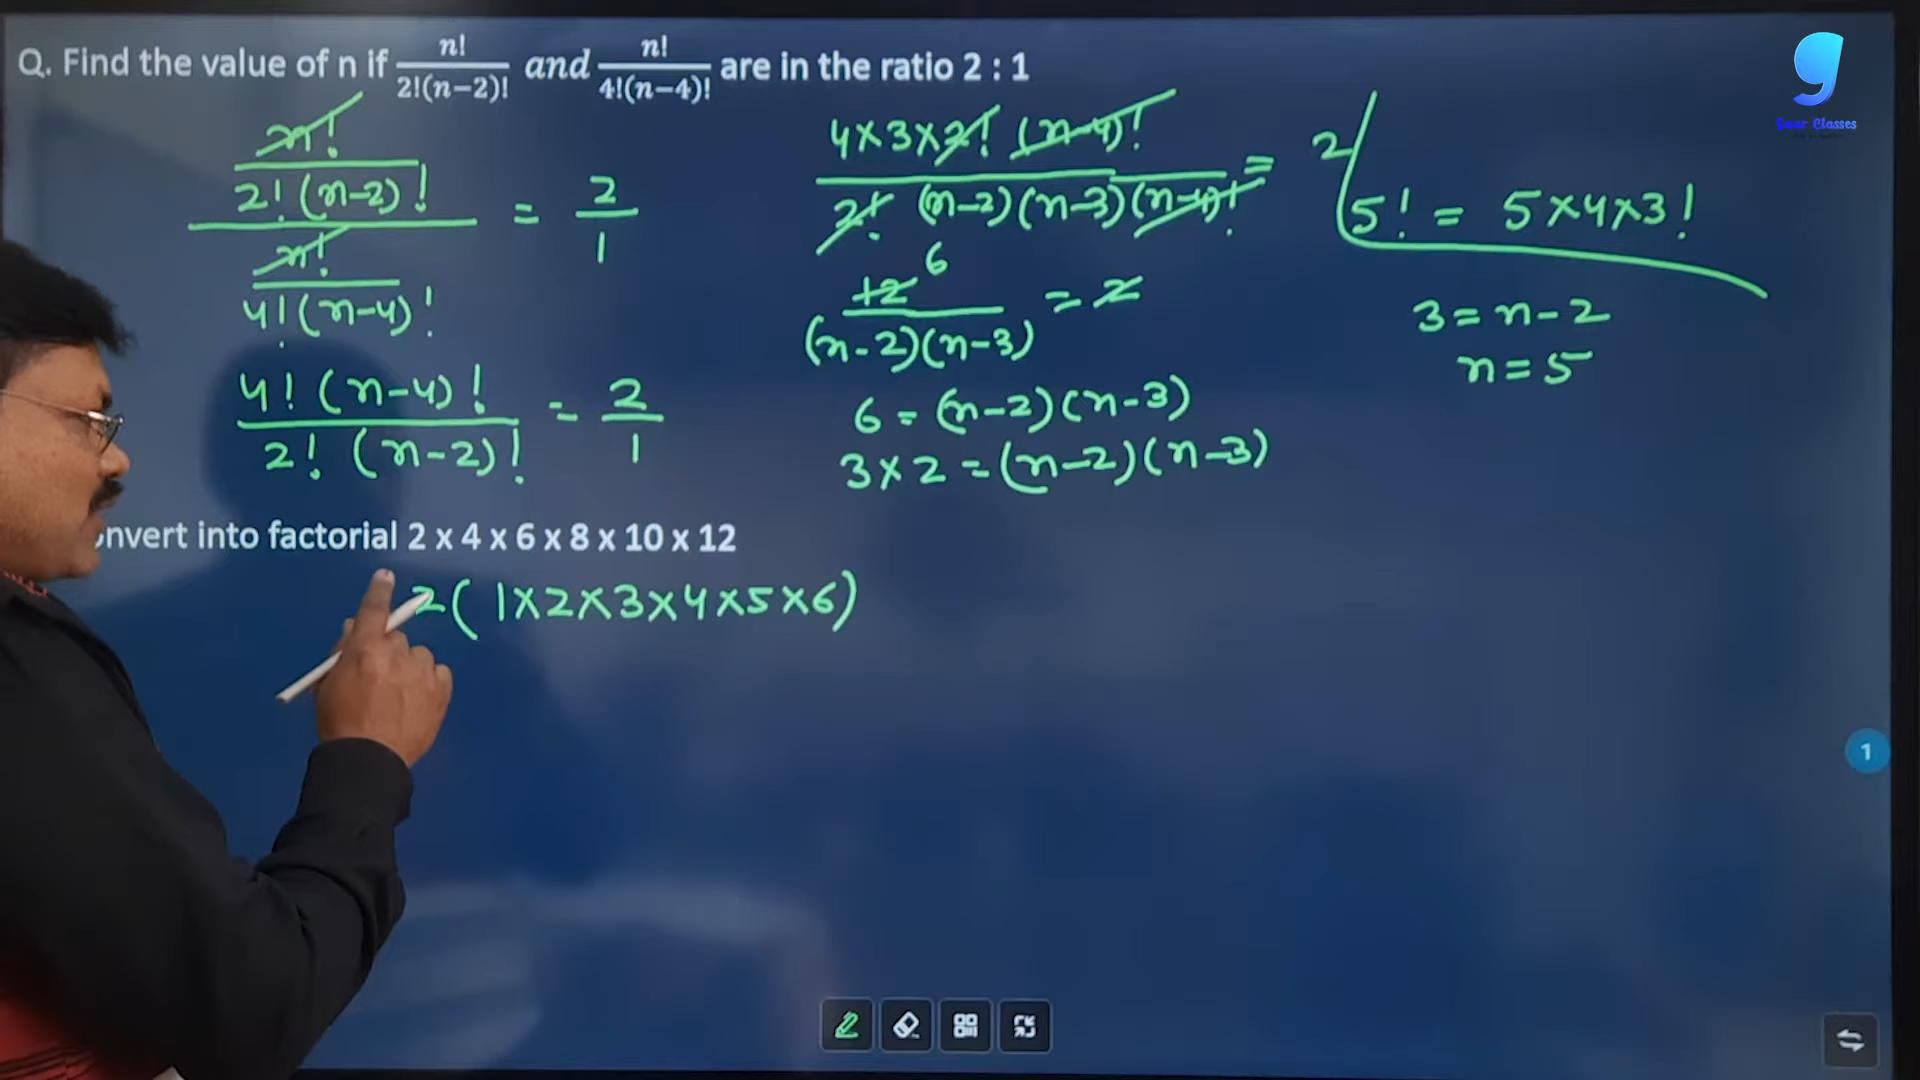 Q. Find the value of n if n!/2!(n−2)! and n!/4!(n−4)! are in the ratio 2 : 1
n!/2!(n-2)! / n!/4!(n-4)! = 2/1
4!(n-4)!/2!(n-2)! = 2/1
4×3×2!(n-4)!/2!(n-2)(n-3)(n-4)! = 2
12 6/(n-2)(n-3) = 2
6 = (n-2)(n-3)
3×2 = (n-2)(n-3)
5! = 5×4×3!
3 = n-2
n = 5
nvert into factorial 2 x 4 x 6 x 8 x 10 x 12
2(1×2×3×4×5×6)
g
Classes
1